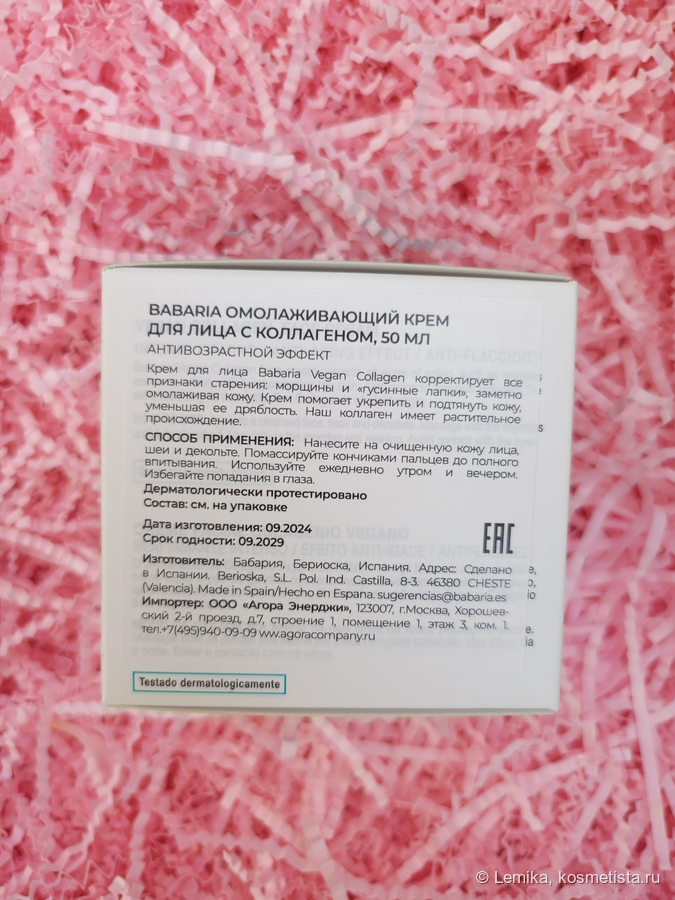 BABARIA ОМОЛАЖИВАЮЩИЙ КРЕМ
ДЛЯ ЛИЦА С КОЛЛАГЕНОМ, 50 МЛ
АНТИВОЗРАСТНОЙ ЭФФЕКТ
EFFECT / ANTI-FLACCIDITY
Крем для лица Babaria Vegan Collagen корректирует все
признаки старения: морщины и «гусинные лапки», заметно
омолаживая кожу. Крем помогает укрепить и подтянуть кожу,
уменьшая ее дряблость. Наш коллаген имеет растительное
происхождение.
СПОСОБ ПРИМЕНЕНИЯ: Нанесите на очищенную кожу лица,
шеи и декольте. Помассируйте кончиками пальцев до полного
впитывания. Используйте ежедневно утром и вечером.
Избегайте попадания в глаза.
Дерматологически протестировано
Состав: см. на упаковке
Дата изготовления: 09.2024
Срок годности: 09.2029
EAC
Изготовитель: Бабария, Бериоска, Испания. Адрес: Сделано
в Испании. Berioska, S.L. Pol. Ind. Castilla, 8-3. 46380 CHESTE
(Valencia). Made in Spain/Hecho en Espana. sugerencias@babaria.es
Импортер: ООО «Агора Энерджи», 123007, г.Москва, Хорошев-
ский 2-й проезд, д.7, строение 1, помещение 1, этаж 3, ком. 1,
тел.+7(495)940-09-09 ww.agoracompany.ru
Testado dermatologicamente
© Lemika, kosmetista.ru